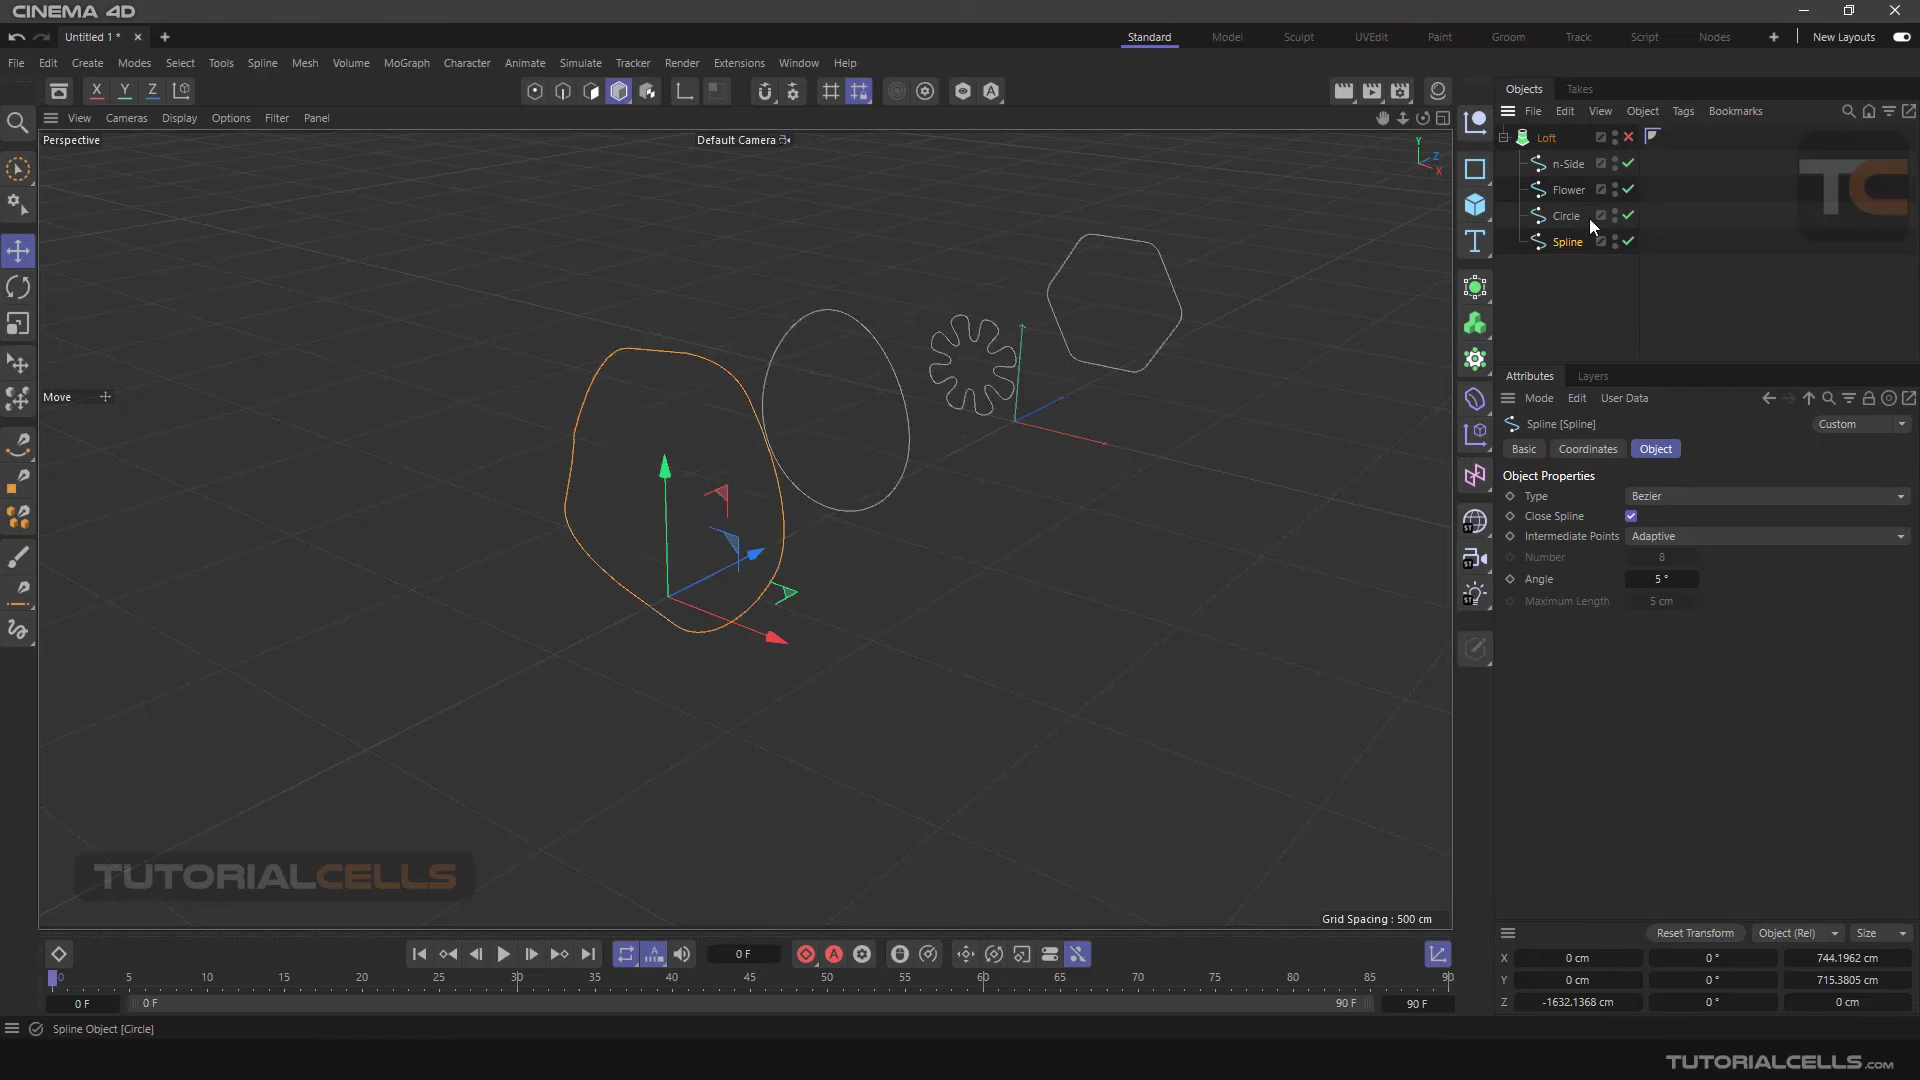 CINEMA 4D
Untitled 1 *
Standard Model Sculpt UVEdit Paint Groom Track Script Nodes New Layouts
File Edit Create Modes Select Tools Spline Mesh Volume MoGraph Character Animate Simulate Tracker Render Extensions Window Help
X Y Z
View Cameras Display Options Filter Panel
Perspective
Default Camera
Y
Z
X
Move
TUTORIALCELLS
Grid Spacing : 500 cm
Objects Takes
File Edit View Object Tags Bookmarks
Loft
n-Side
Flower
Circle
Spline
TC
Attributes Layers
Mode Edit User Data
Spline [Spline] Custom
Basic Coordinates Object
Object Properties
Type Bezier
Close Spline
Intermediate Points Adaptive
Number 8
Angle 5 °
Maximum Length 5 cm
Reset Transform Object (Rel) Size
X 0 cm 0 ° 744.1962 cm
Y 0 cm 0 ° 715.3805 cm
Z -1632.1368 cm 0 ° 0 cm
0 F
0 5 10 15 20 25 30 35 40 45 50 55 60 65 70 75 80 85 90
0 F 0 F 90 F 90 F
Spline Object [Circle]
TUTORIALCELLS.COM